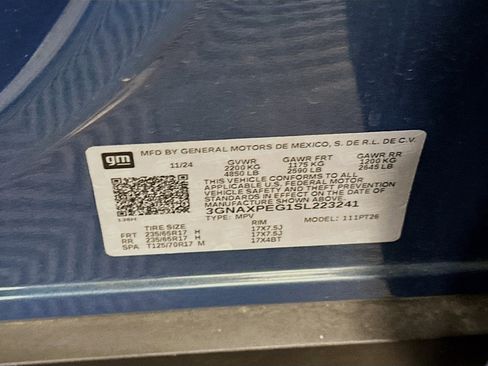 gm
MFD BY GENERAL MOTORS DE MEXICO, S. DE R.L. DE C.V.
11/24 GVWR GAWR FRT GAWR RR
2200 KG 1175 KG 1200 KG
4850 LB 2590 LB 2645 LB
THIS VEHICLE CONFORMS TO ALL
APPLICABLE U.S. FEDERAL MOTOR
VEHICLE SAFETY AND THEFT PREVENTION
STANDARDS IN EFFECT ON THE DATE OF
MANUFACTURE SHOWN ABOVE.
3GNAXPEG1SL223241
TYPE: MPV MODEL: 111PT26
TIRE SIZE RIM
FRT 235/65R17 H 17X7.5J
RR 235/65R17 H 17X7.5J
SPA T125/70R17 M 17X4BT